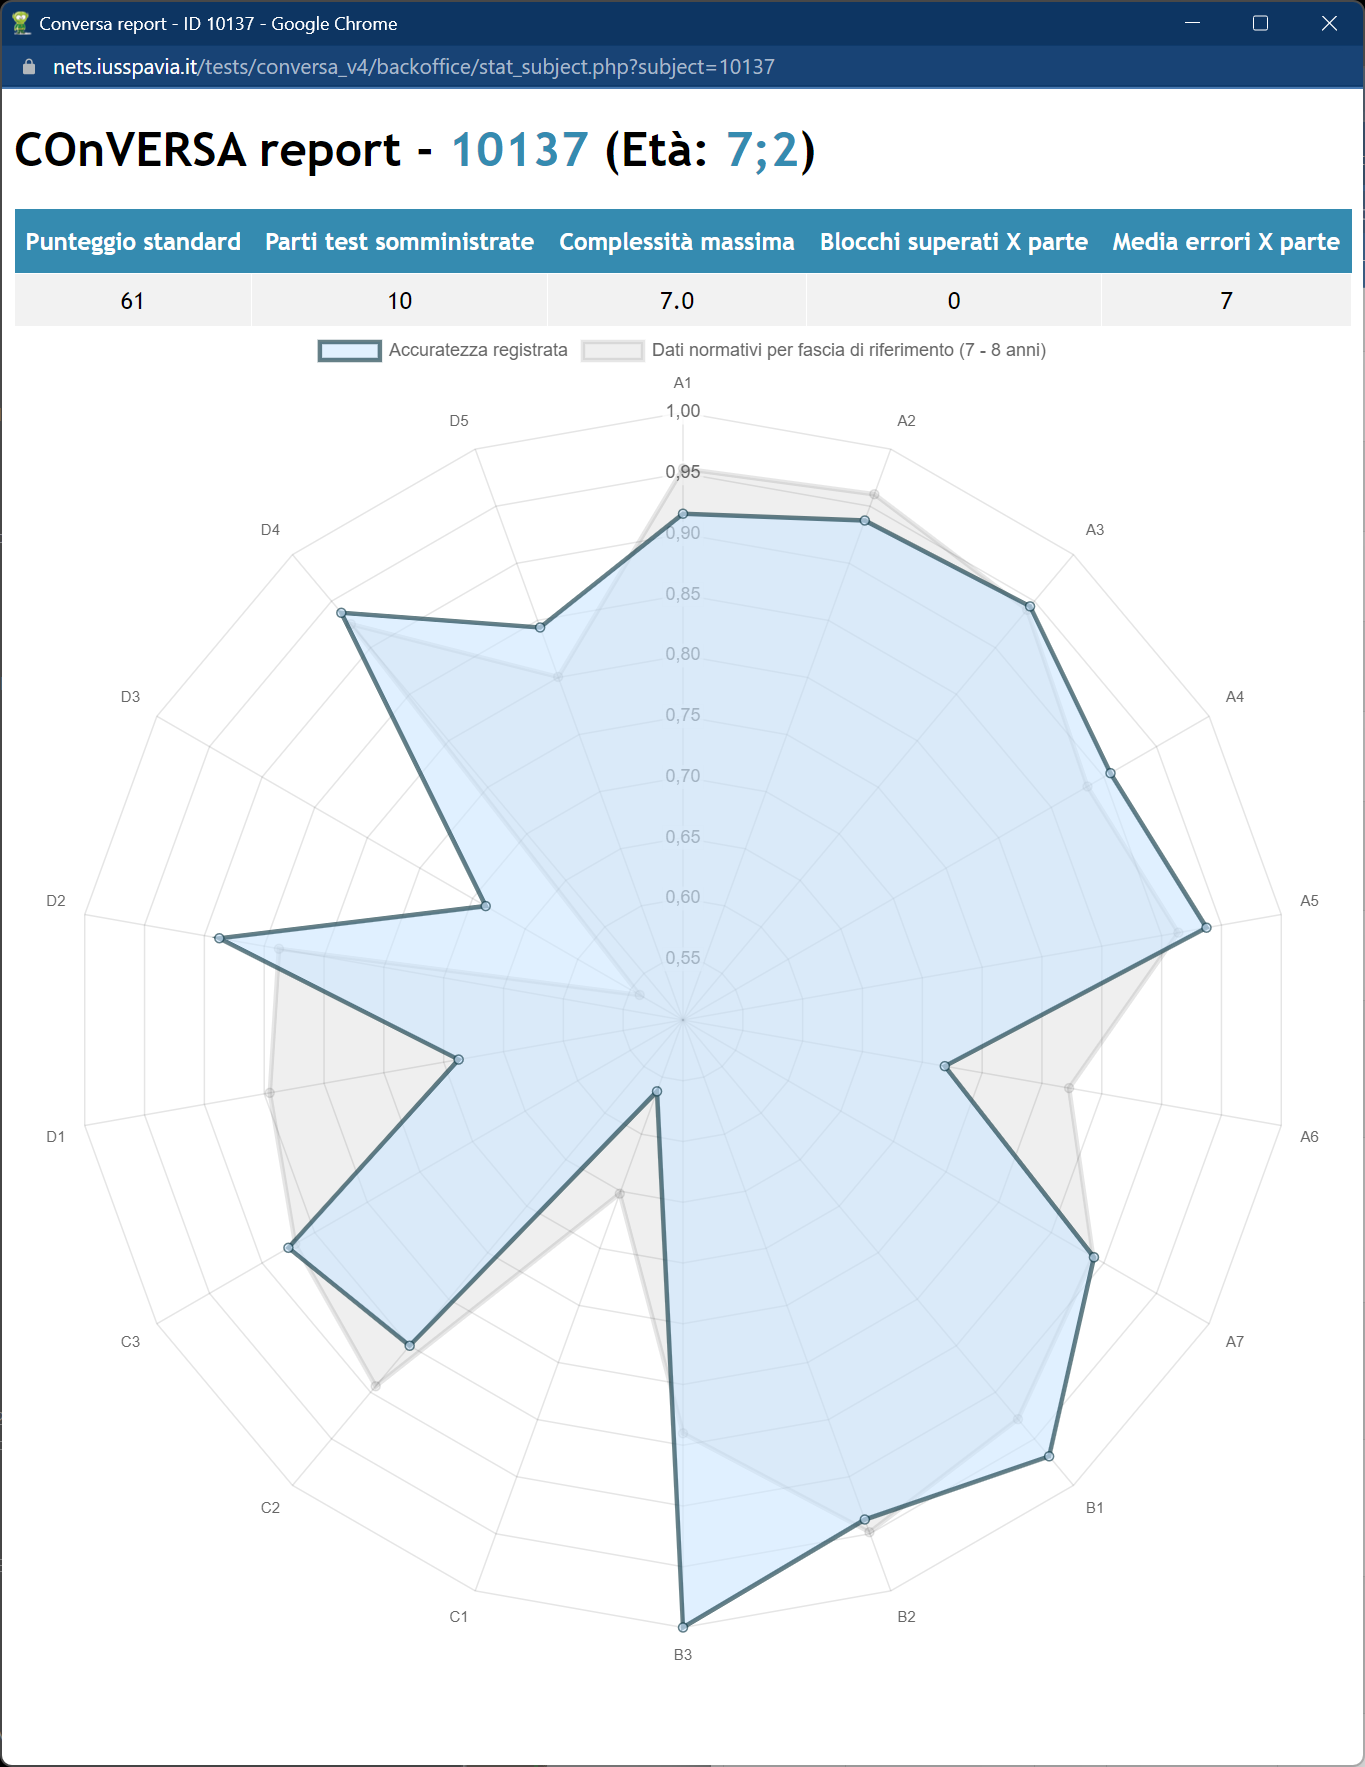 Conversa report - ID 10137 - Google Chrome
nets.iusspavia.it/tests/conversa_v4/backoffice/stat_subject.php?subject=10137
COnVERSA report - 10137 (Età: 7;2)
Punteggio standard Parti test somministrate Complessità massima Blocchi superati X parte Media errori X parte
61 10 7.0 0 7
Accuratezza registrata Dati normativi per fascia di riferimento (7 - 8 anni)
A1
1,00
D5 A2
0,95
D4 A3
0,90
0,85
0,80
D3 A4
0,75
0,70
0,65
D2 0,60 A5
0,55
D1 A6
C3 A7
C2 B1
C1 B2
B3